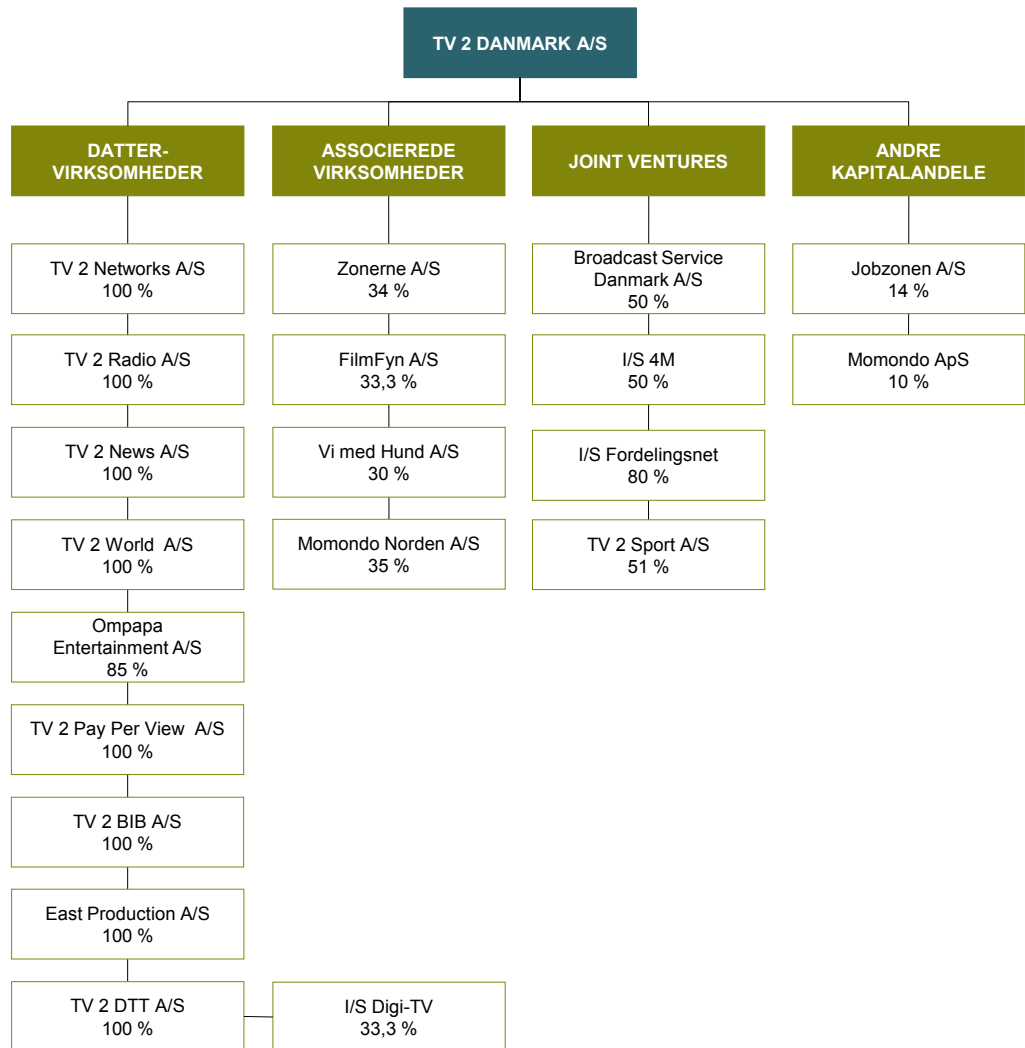 TV 2 DANMARK A/S
DATTER-
VIRKSOMHEDER
TV 2 Networks A/S
100 %
TV 2 Radio A/S
100 %
TV 2 News A/S
100 %
TV 2 World A/S
100 %
Ompapa
Entertainment A/S
85 %
TV 2 Pay Per View A/S
100 %
TV 2 BIB A/S
100 %
East Production A/S
100 %
TV 2 DTT A/S
100 %
I/S Digi-TV
33,3 %
ASSOCIEREDE
VIRKSOMHEDER
Zonerne A/S
34 %
FilmFyn A/S
33,3 %
Vi med Hund A/S
30 %
Momondo Norden A/S
35 %
JOINT VENTURES
Broadcast Service
Danmark A/S
50 %
I/S 4M
50 %
I/S Fordelingsnet
80 %
TV 2 Sport A/S
51 %
ANDRE
KAPITALANDELE
Jobzonen A/S
14 %
Momondo ApS
10 %